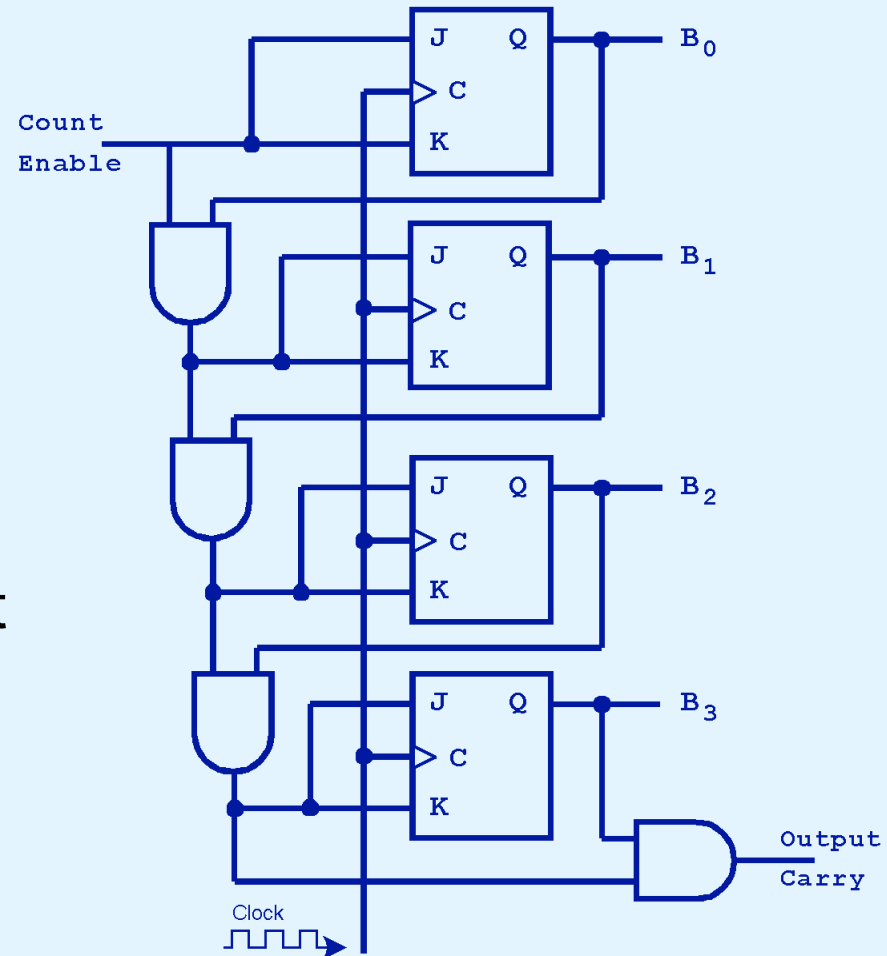 J Q B0
C
Count
Enable
K
J Q B1
C
K
J Q B2
C
t
K
J Q B3
C
K
Output
Carry
Clock